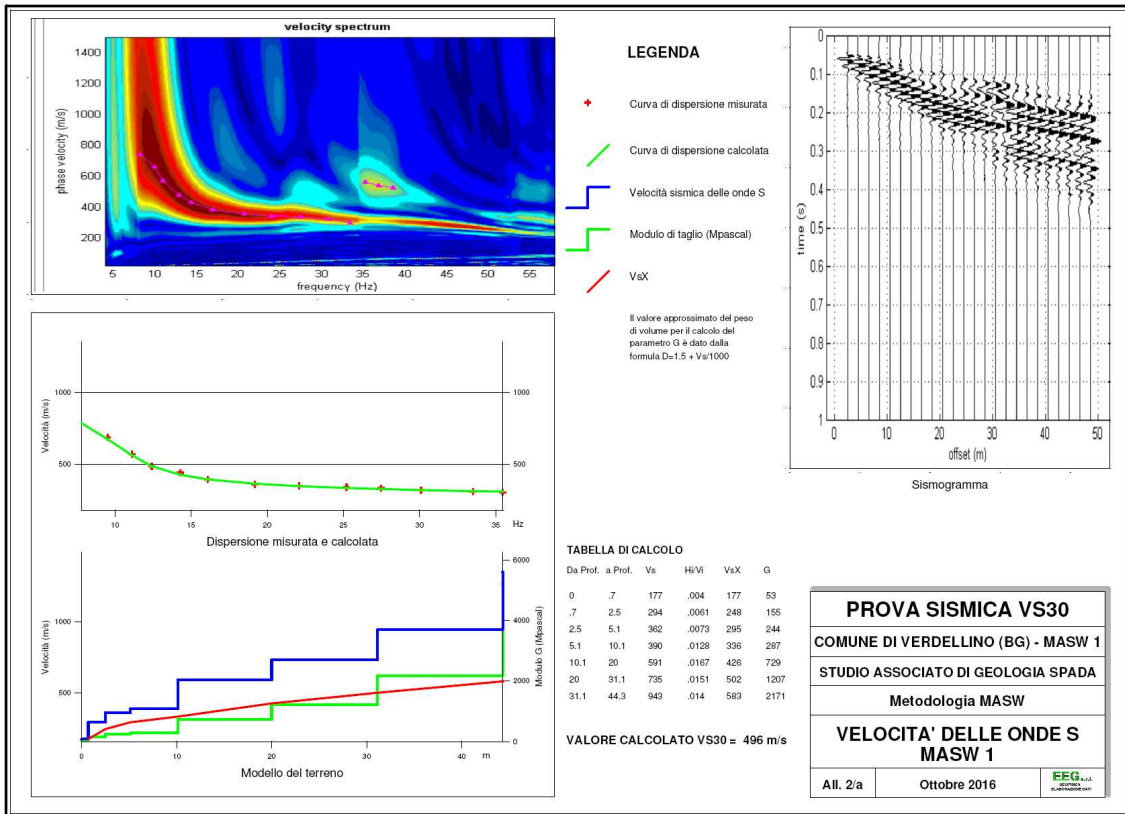 velocity spectrum
phase velocity (m/s)
1400
1200
1000
800
600
400
200
5
10
15
20
25
30
35
40
45
50
55
frequency (Hz)
LEGENDA
Curva di dispersione misurata
Curva di dispersione calcolata
Velocità sismica delle onde S
Modulo di taglio (Mpascal)
VsX
Il valore approssimato del peso
di volume per il calcolo del
parametro G è dato dalla
formula D=1.5 + Vs/1000
time (s)
0
0.1
0.2
0.3
0.4
0.5
0.6
0.7
0.8
0.9
1
0
10
20
30
40
50
offset (m)
Sismogramma
Velocità (m/s)
1000
500
1000
500
10
15
20
25
30
35
Hz
Dispersione misurata e calcolata
Velocità (m/s)
1000
500
6000
4000
2000
0
Modulo G (Mpascal)
0
10
20
30
40
m
Modello del terreno
TABELLA DI CALCOLO
Da Prof. a Prof. Vs Hi/Vi VsX G
0 .7 177 .004 177 53
.7 2.5 294 .0061 248 155
2.5 5.1 362 .0073 295 244
5.1 10.1 390 .0128 336 287
10.1 20 591 .0167 426 729
20 31.1 735 .0151 502 1207
31.1 44.3 943 .014 583 2171
VALORE CALCOLATO VS30 = 496 m/s
PROVA SISMICA VS30
COMUNE DI VERDELLINO (BG) - MASW 1
STUDIO ASSOCIATO DI GEOLOGIA SPADA
Metodologia MASW
VELOCITA' DELLE ONDE S
MASW 1
All. 2/a
Ottobre 2016
EEG s.r.l.
GEOFISICA
ELABORAZIONE DATI